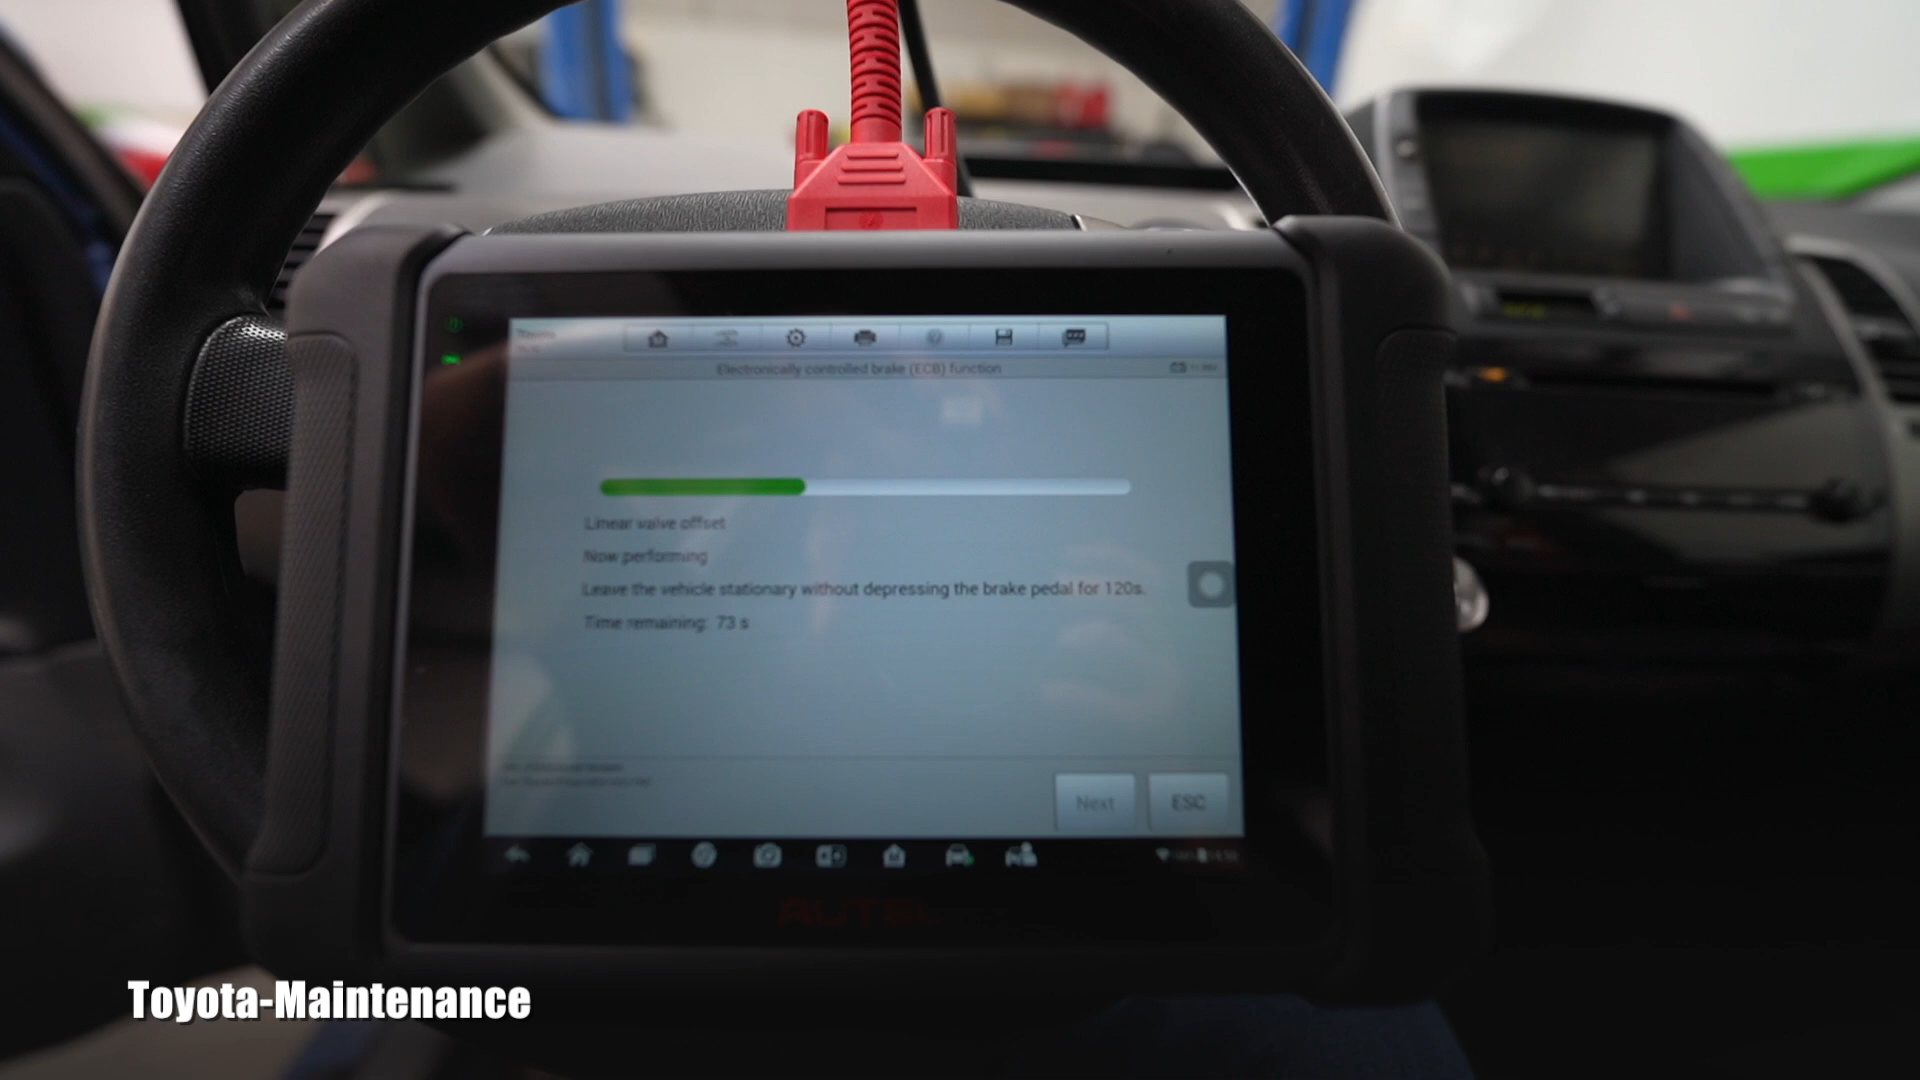 Toyota
Electronically controlled brake (ECB) function
Linear valve offset
Now performing
Leave the vehicle stationary without depressing the brake pedal for 120s.
Time remaining: 73 s
Next
ESC
AUTEL
Toyota-Maintenance